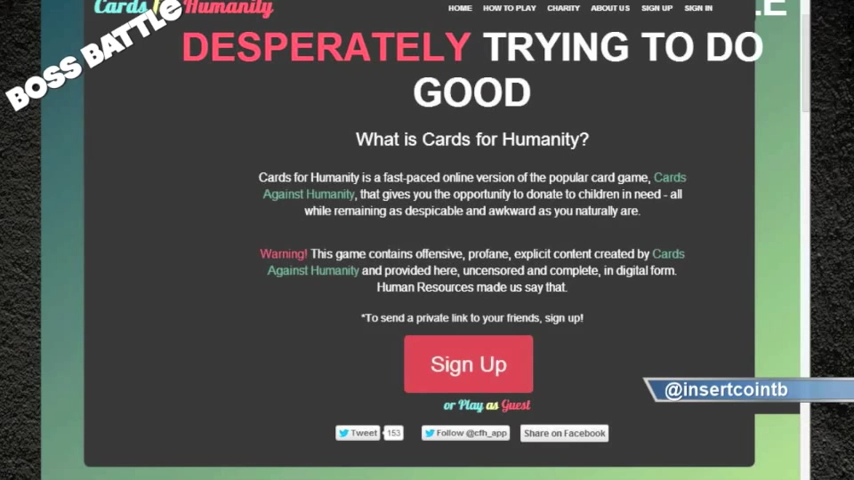 Cards for Humanity
HOME HOW TO PLAY CHARITY ABOUT US SIGN UP SIGN IN
BOSS BATTLE
DESPERATELY TRYING TO DO
GOOD
What is Cards for Humanity?
Cards for Humanity is a fast-paced online version of the popular card game, Cards
Against Humanity, that gives you the opportunity to donate to children in need - all
while remaining as despicable and awkward as you naturally are.
Warning! This game contains offensive, profane, explicit content created by Cards
Against Humanity and provided here, uncensored and complete, in digital form.
Human Resources made us say that.
*To send a private link to your friends, sign up!
Sign Up
@insertcointb
or Play as Guest
Tweet 153 Follow @cfh_app Share on Facebook